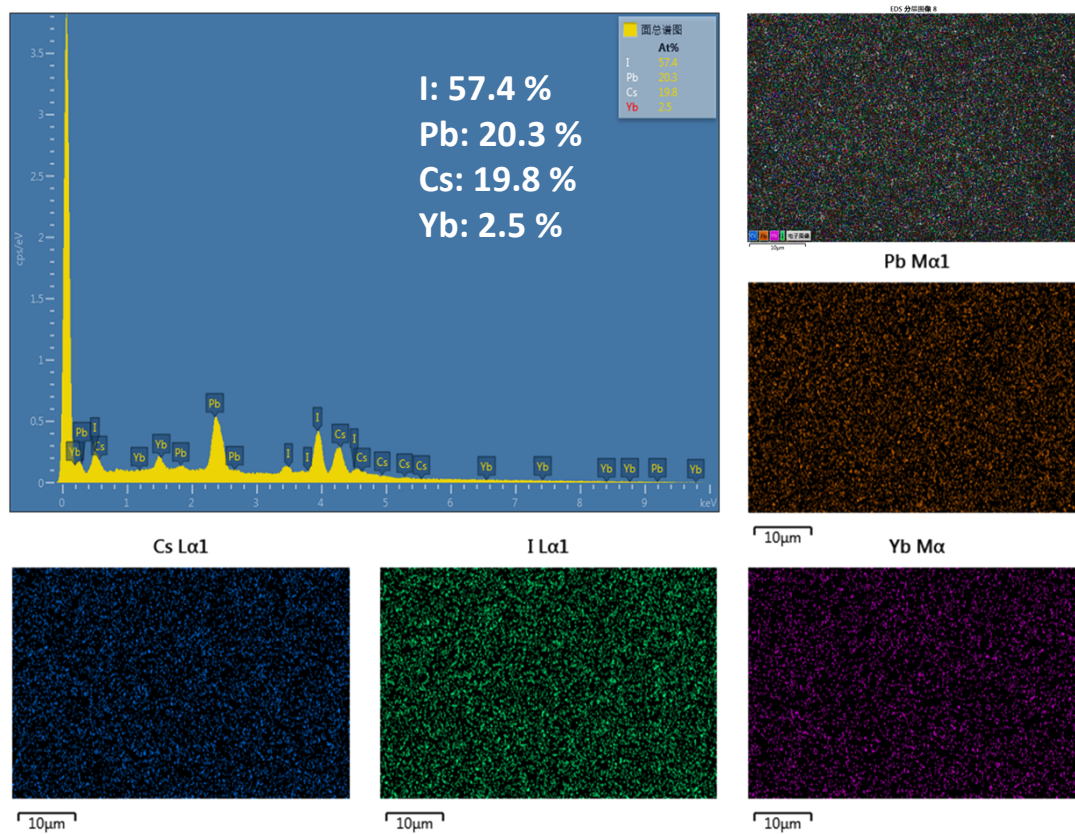 EDS 分层图像 8
面总谱图
At%
I 57.4
Pb 20.3
Cs 19.8
Yb 2.5
I: 57.4 %
Pb: 20.3 %
Cs: 19.8 %
Yb: 2.5 %
cps/eV
3.5
3
2.5
2
1.5
1
0.5
0
Yb
Pb
I
Cs
Yb
Yb
Pb
Pb
Pb
I
I
I
Cs
I
Cs
Cs
Cs
Cs
Yb
Yb
Yb
Yb
Pb
Yb
0 1 2 3 4 5 6 7 8 9 keV
Cs Pb Yb I 电子图像
10μm
Pb Mα1
10μm
Cs Lα1
10μm
I Lα1
10μm
Yb Mα
10μm